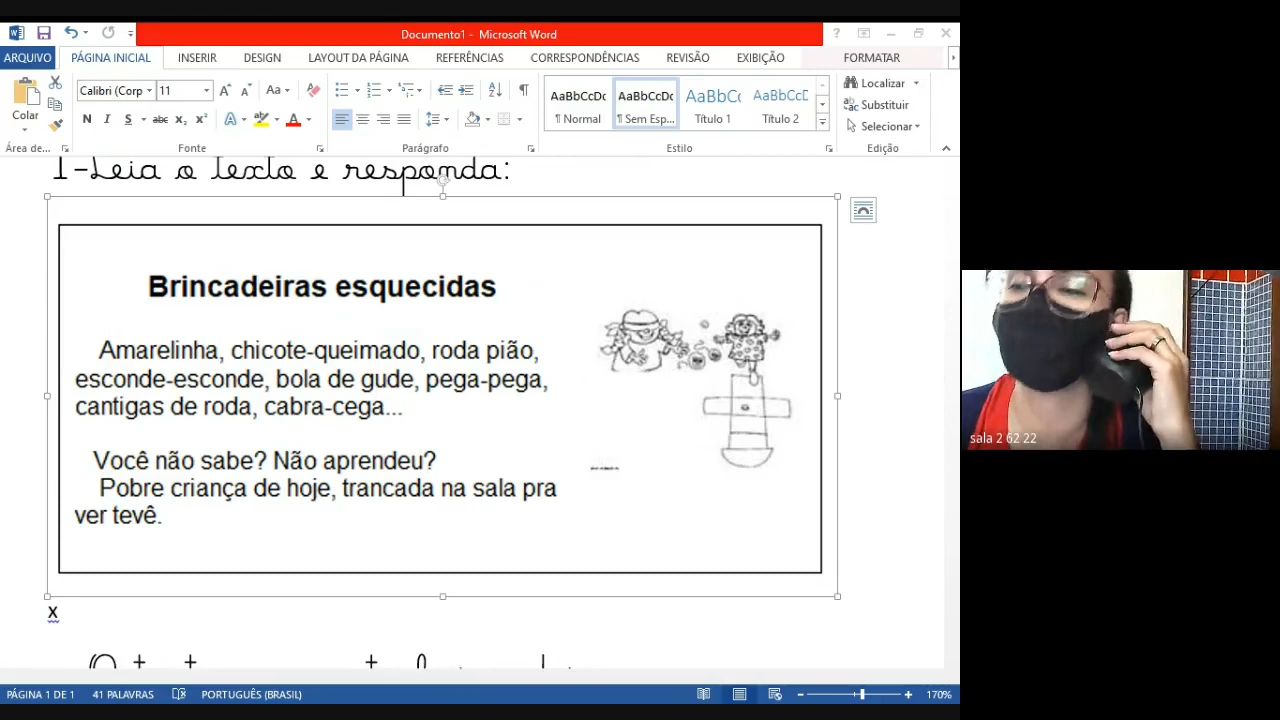 Documento1 - Microsoft Word
ARQUIVO PÁGINA INICIAL INSERIR DESIGN LAYOUT DA PÁGINA REFERÊNCIAS CORRESPONDÊNCIAS REVISÃO EXIBIÇÃO FORMATAR
Calibri (Corp 11
Colar
N I S abc x₂ x²
AaBbCcDc AaBbCcDc AaBbC( AaBbCcD
¶ Normal ¶ Sem Esp... Título 1 Título 2
Localizar
Substituir
Selecionar
Área de... Fonte Parágrafo Estilo Edição
1-Leia o texto e responda:
Brincadeiras esquecidas
Amarelinha, chicote-queimado, roda pião,
esconde-esconde, bola de gude, pega-pega,
cantigas de roda, cabra-cega...
Você não sabe? Não aprendeu?
Pobre criança de hoje, trancada na sala pra
ver tevê.
x
sala 2 62 22
PÁGINA 1 DE 1 41 PALAVRAS PORTUGUÊS (BRASIL) 170%